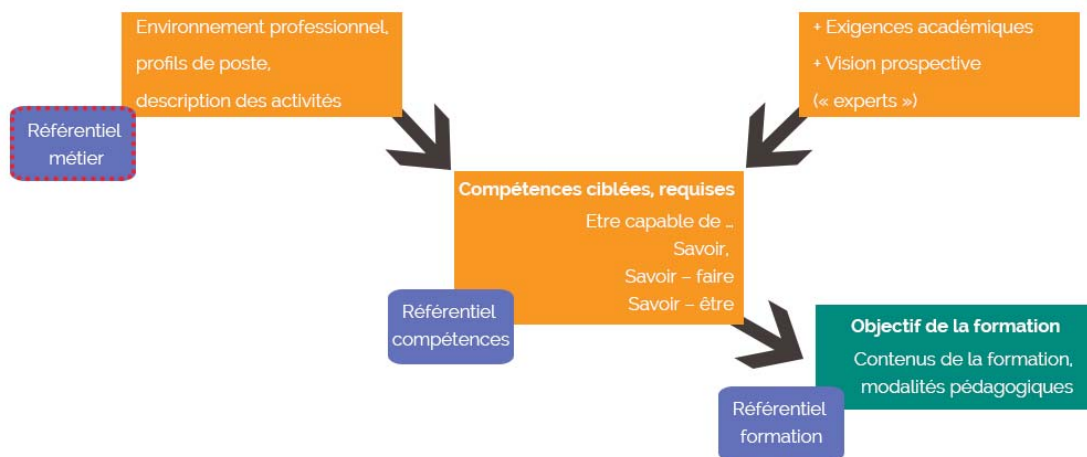 Environnement professionnel,
profils de poste,
description des activités
+ Exigences académiques
+ Vision prospective
(« experts »)
Référentiel
métier
Compétences ciblées, requises
Etre capable de ...
Savoir,
Savoir – faire
Savoir – être
Référentiel
compétences
Objectif de la formation
Contenus de la formation,
modalités pédagogiques
Référentiel
formation